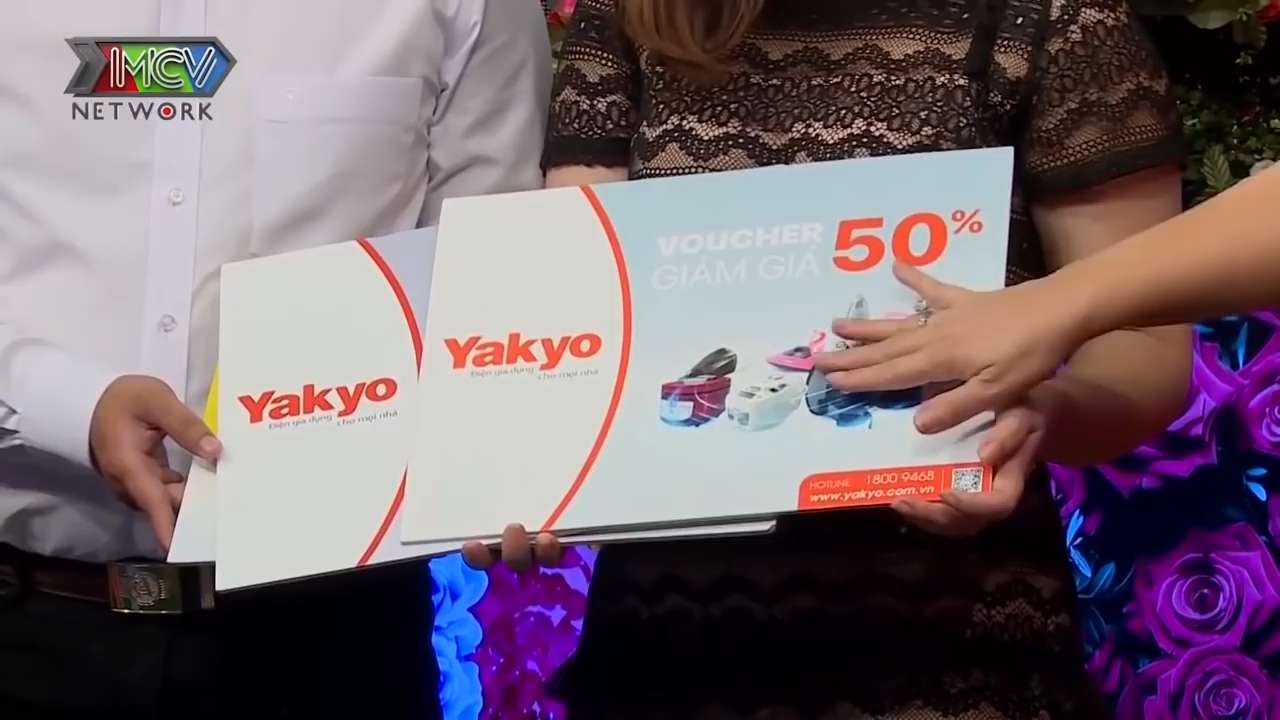 MCV
NETWORK
VOUCHER
GIẢM GIÁ
50%
Yakyo
Điện gia dụng cho mọi nhà
Yakyo
Điện gia dụng cho mọi nhà
HOTLINE: 1800 9468
www.yakyo.com.vn